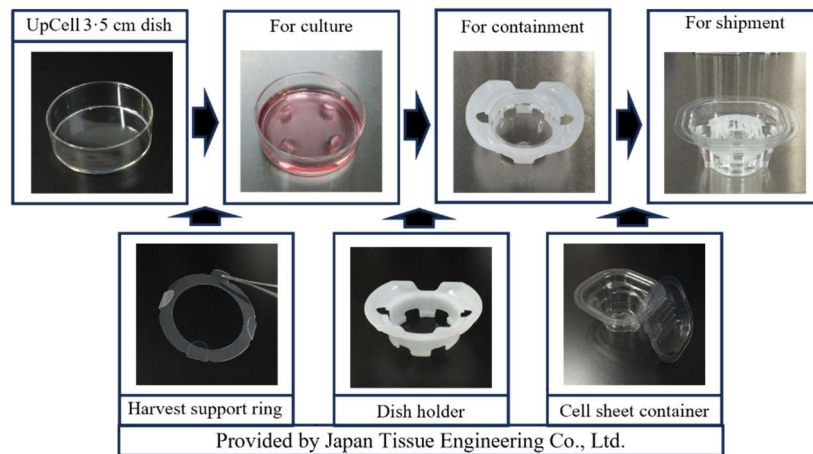 UpCell 3·5 cm dish
For culture
For containment
For shipment
Harvest support ring
Dish holder
Cell sheet container
Provided by Japan Tissue Engineering Co., Ltd.